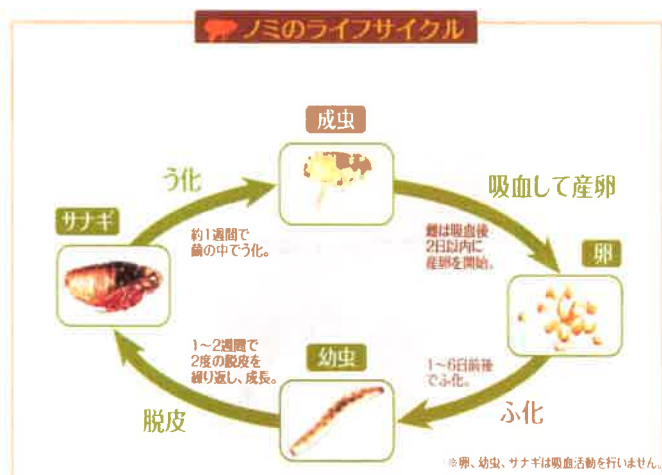 ノミのライフサイクル
成虫
う化
吸血して産卵
サナギ
約1週間で
繭の中でう化。
雌は吸血後
2日以内に
産卵を開始。
卵
1〜2週間で
2度の脱皮を
繰り返し、成長。
幼虫
1〜6日前後
でふ化。
脱皮
ふ化
※卵、幼虫、サナギは吸血活動を行いません。